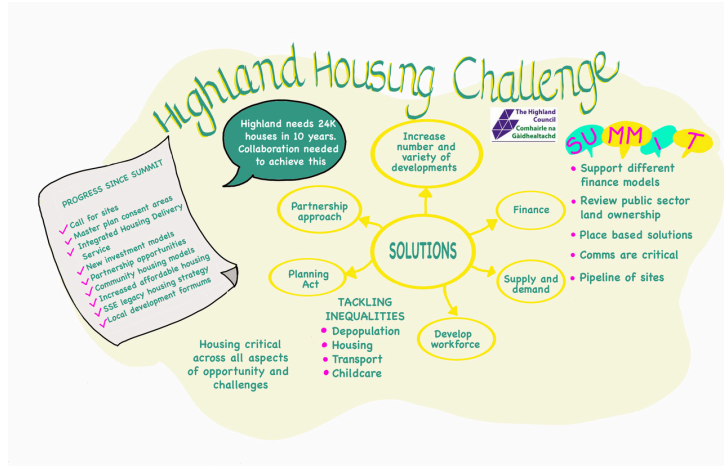 Highland Housing Challenge
Highland needs 24K
houses in 10 years.
Collaboration needed
to achieve this
The Highland
Council
Comhairle na
Gàidhealtachd
SUMMIT
Support different
finance models
Review public sector
land ownership
Place based solutions
Comms are critical
Pipeline of sites
PROGRESS SINCE SUMMIT
Call for sites
Master plan consent areas
Integrated Housing Delivery
Service
New investment models
Partnership opportunities
Community housing models
Increased affordable housing
SSE legacy housing strategy
Local development formums
SOLUTIONS
Increase
number and
variety of
developments
Finance
Supply and
demand
Develop
workforce
Planning
Act
Partnership
approach
TACKLING
INEQUALITIES
Depopulation
Housing
Transport
Childcare
Housing critical
across all aspects
of opportunity and
challenges